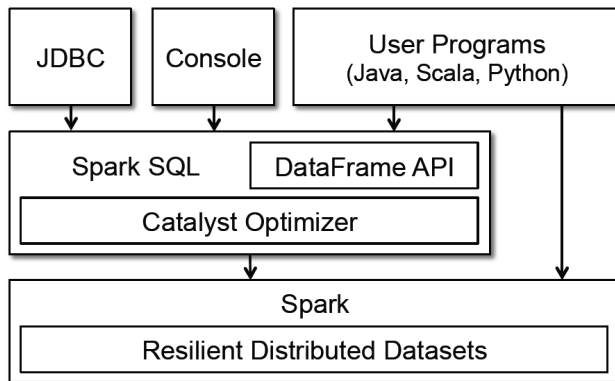 JDBC
Console
User Programs
(Java, Scala, Python)
Spark SQL
DataFrame API
Catalyst Optimizer
Spark
Resilient Distributed Datasets